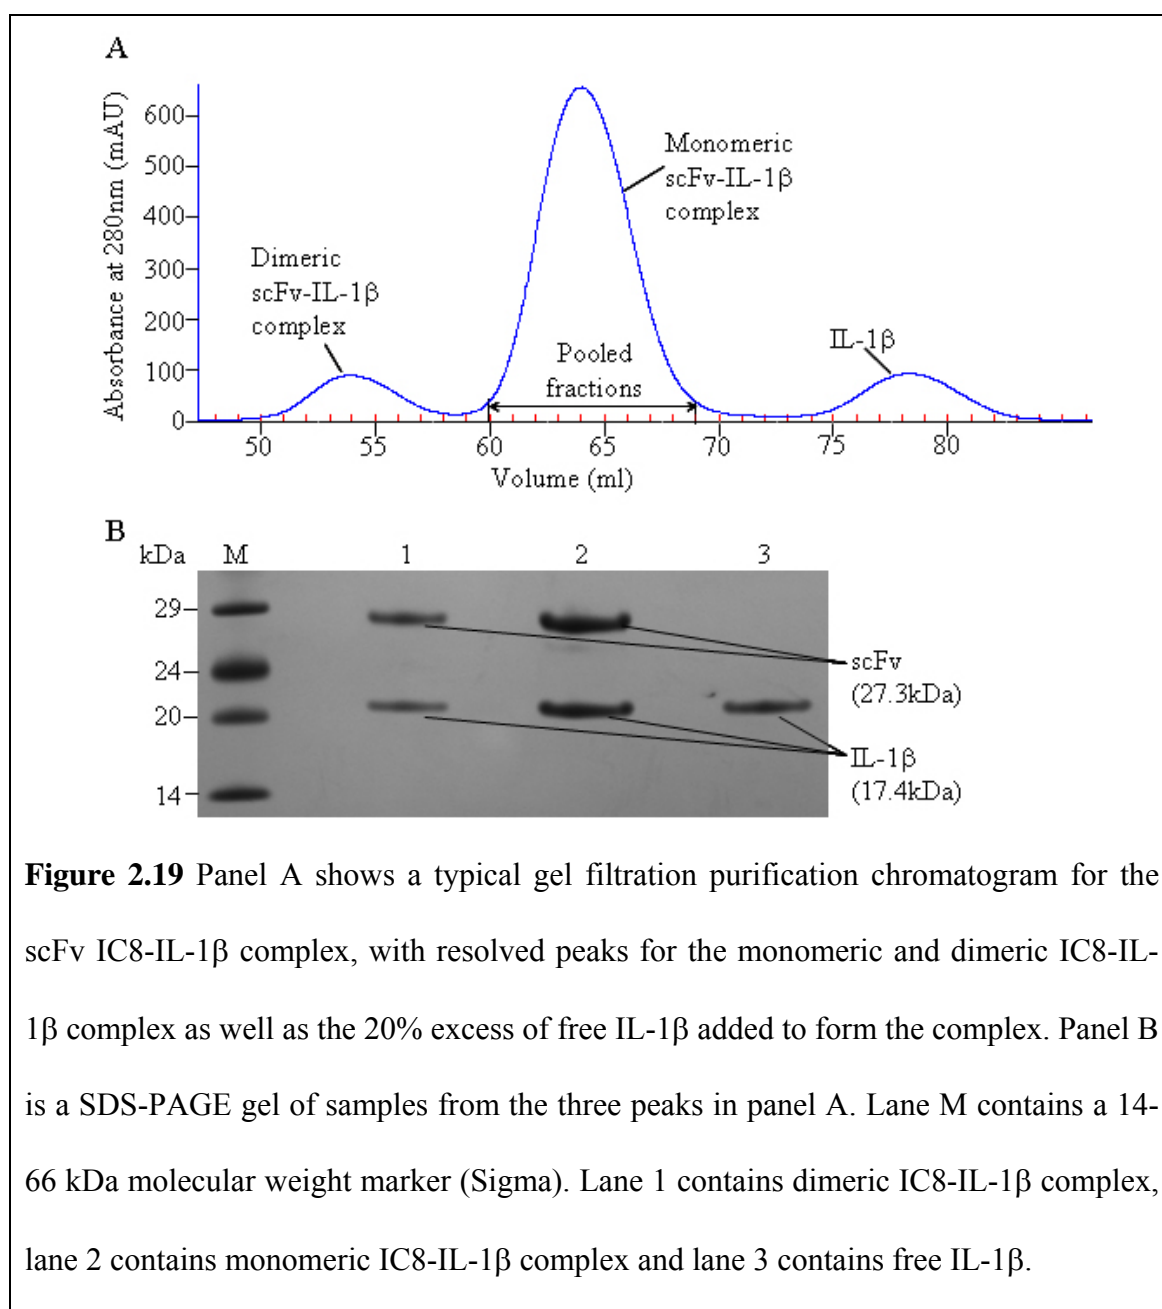 A
Absorbance at 280nm (mAU)
600
500
400
300
200
100
0
Dimeric
scFv-IL-1β
complex
Monomeric
scFv-IL-1β
complex
Pooled
fractions
IL-1β
50 55 60 65 70 75 80
Volume (ml)
B
kDa M 1 2 3
29
24
20
14
scFv
(27.3kDa)
IL-1β
(17.4kDa)
Figure 2.19 Panel A shows a typical gel filtration purification chromatogram for the
scFv IC8-IL-1β complex, with resolved peaks for the monomeric and dimeric IC8-IL-
1β complex as well as the 20% excess of free IL-1β added to form the complex. Panel B
is a SDS-PAGE gel of samples from the three peaks in panel A. Lane M contains a 14-
66 kDa molecular weight marker (Sigma). Lane 1 contains dimeric IC8-IL-1β complex,
lane 2 contains monomeric IC8-IL-1β complex and lane 3 contains free IL-1β.